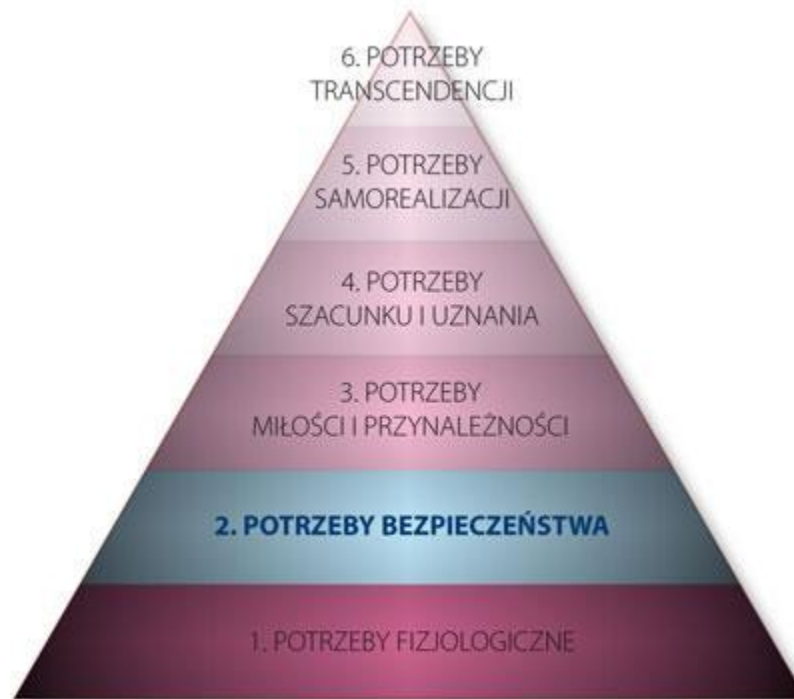 6. POTRZEBY
TRANSCENDENCJI
5. POTRZEBY
SAMOREALIZACJI
4. POTRZEBY
SZACUNKU I UZNANIA
3. POTRZEBY
MIŁOŚCI I PRZYNALEŻNOŚCI
2. POTRZEBY BEZPIECZEŃSTWA
1. POTRZEBY FIZJOLOGICZNE